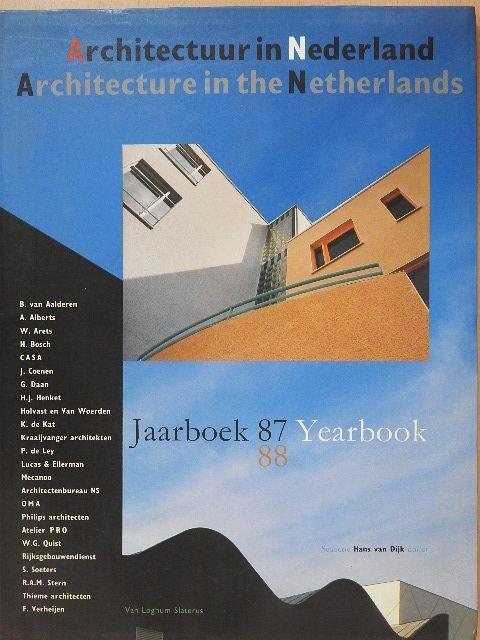 Architectuur in Nederland
Architecture in the Netherlands
B. van Aalderen
A. Alberts
W. Arets
H. Bosch
CASA
J. Coenen
G. Daan
H.J. Henket
Holvast en Van Woerden
K. de Kat
Kraaijvanger architekten
P. de Ley
Lucas & Ellerman
Mecanoo
Architectenbureau NS
OMA
Philips architecten
Atelier PRO
W.G. Quist
Rijksgebouwendienst
S. Soeters
R.A.M. Stern
Thieme architecten
F. Verheijen
Jaarboek 87 Yearbook
88
Redactie Hans van Dijk editor
Van Loghum Slaterus